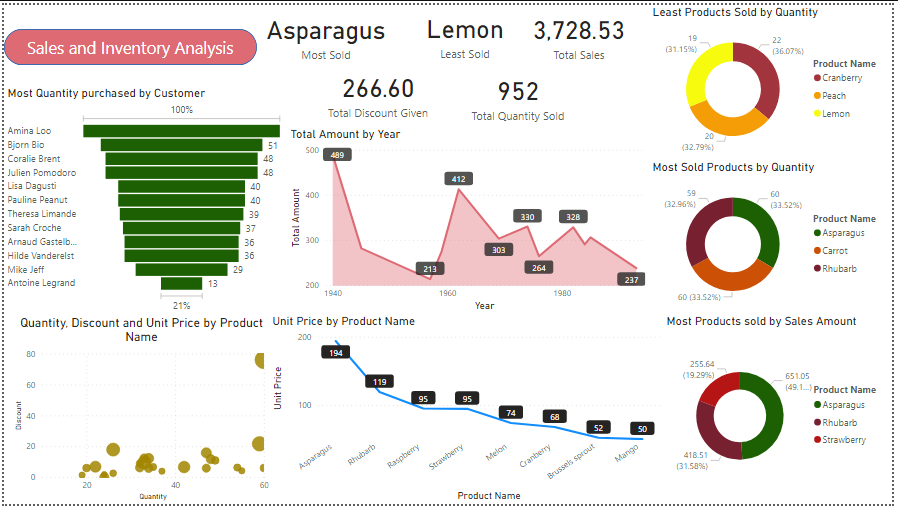 Sales and Inventory Analysis
Asparagus
Most Sold
Lemon
Least Sold
3,728.53
Total Sales
266.60
Total Discount Given
952
Total Quantity Sold
Least Products Sold by Quantity
19
(31.15%)
22
(36.07%)
20
(32.79%)
Product Name
Cranberry
Peach
Lemon
Most Quantity purchased by Customer
100%
Amina Loo
Bjorn Bio 51
Coralie Brent 48
Julien Pomodoro 48
Lisa Dagusti 40
Pauline Peanut 40
Theresa Limande 39
Sarah Croche 37
Arnaud Gastelb... 36
Hilde Vanderelst 36
Mike Jeff 29
Antoine Legrand 13
21%
Total Amount by Year
Total Amount
500
400
300
200
489
213
412
303
330
264
328
237
1940
1960
1980
Year
Most Sold Products by Quantity
59
(32.96%)
60
(33.52%)
60 (33.52%)
Product Name
Asparagus
Carrot
Rhubarb
Quantity, Discount and Unit Price by Product
Name
Discount
80
60
40
20
0
20
40
60
Quantity
Unit Price by Product Name
Unit Price
200
100
194
119
95
95
74
68
52
50
Asparagus
Rhubarb
Raspberry
Strawberry
Melon
Cranberry
Brussels sprout
Mango
Product Name
Most Products sold by Sales Amount
255.64
(19.29%)
651.05
(49.1...)
418.51
(31.58%)
Product Name
Asparagus
Rhubarb
Strawberry